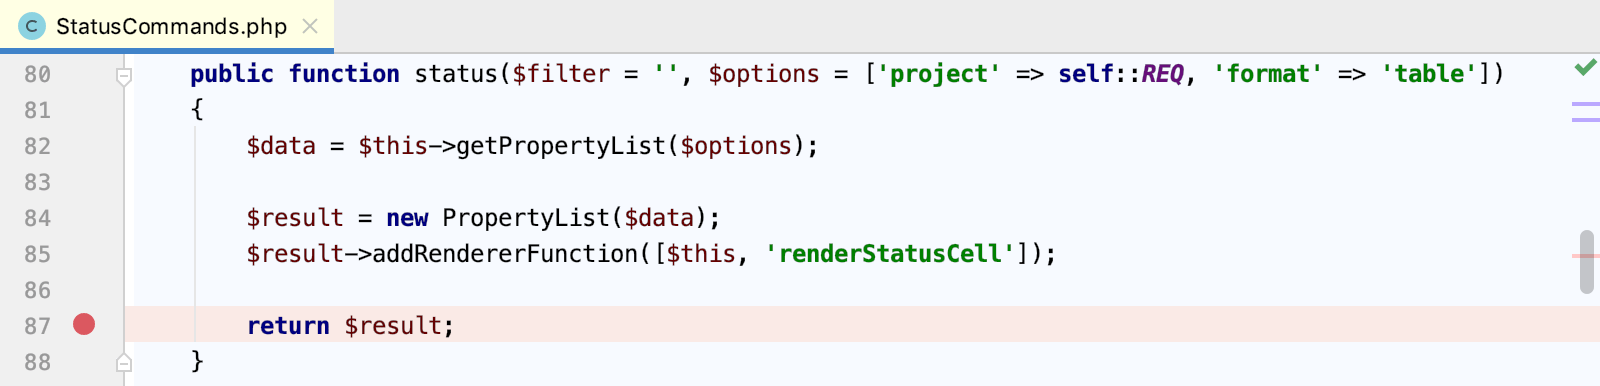 C StatusCommands.php
80 public function status($filter = '', $options = ['project' => self::REQ, 'format' => 'table'])
81 {
82 $data = $this->getPropertyList($options);
83
84 $result = new PropertyList($data);
85 $result->addRendererFunction([$this, 'renderStatusCell']);
86
87 return $result;
88 }